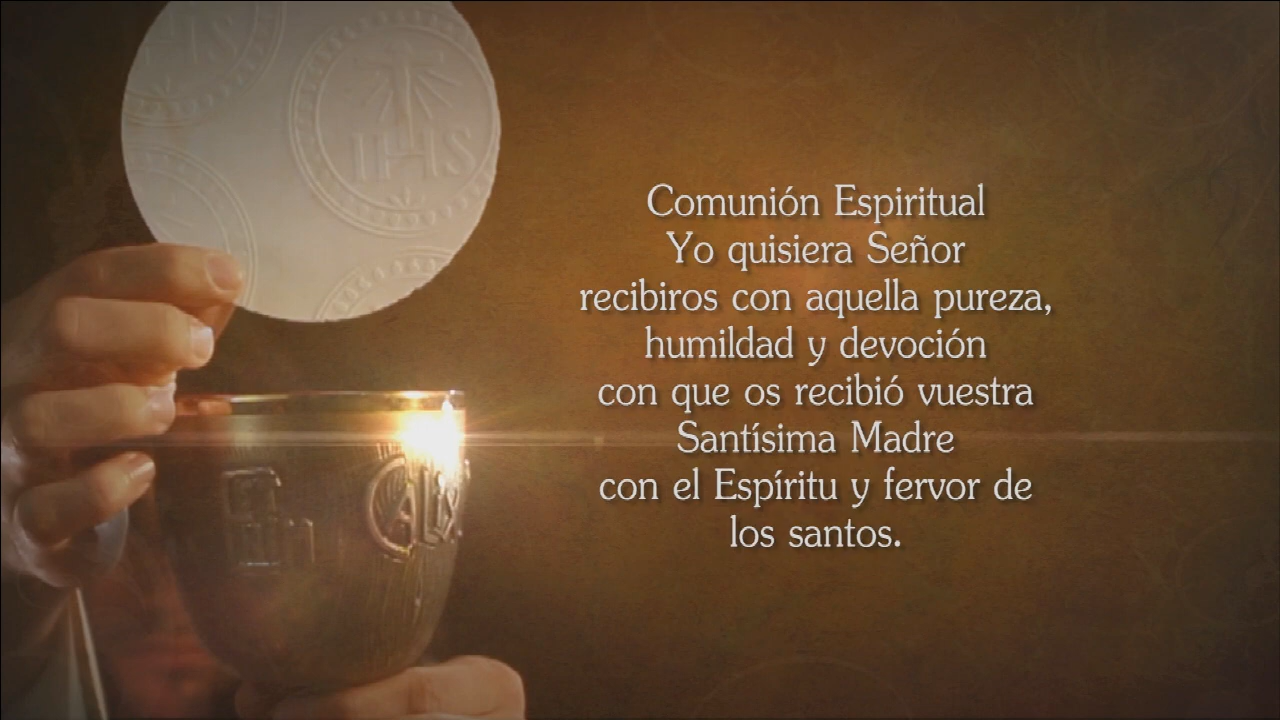 IHS
Comunión Espiritual
Yo quisiera Señor
recibiros con aquella pureza,
humildad y devoción
con que os recibió vuestra
Santísima Madre
con el Espíritu y fervor de
los santos.